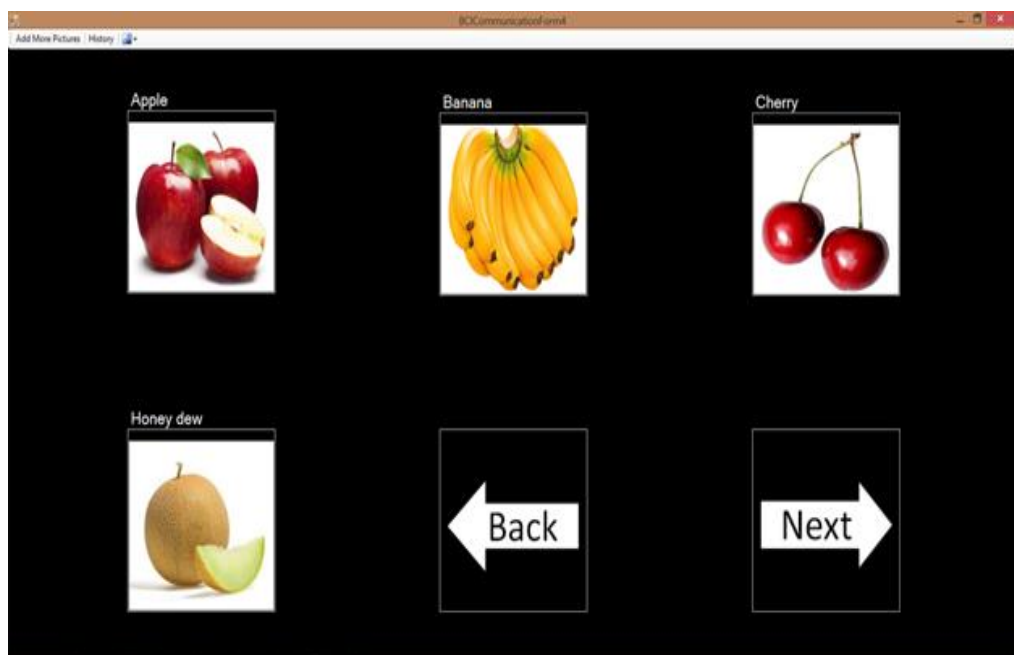 BCICommunicationForm4
Add More Pictures History
Apple
Banana
Cherry
Honey dew
Back
Next